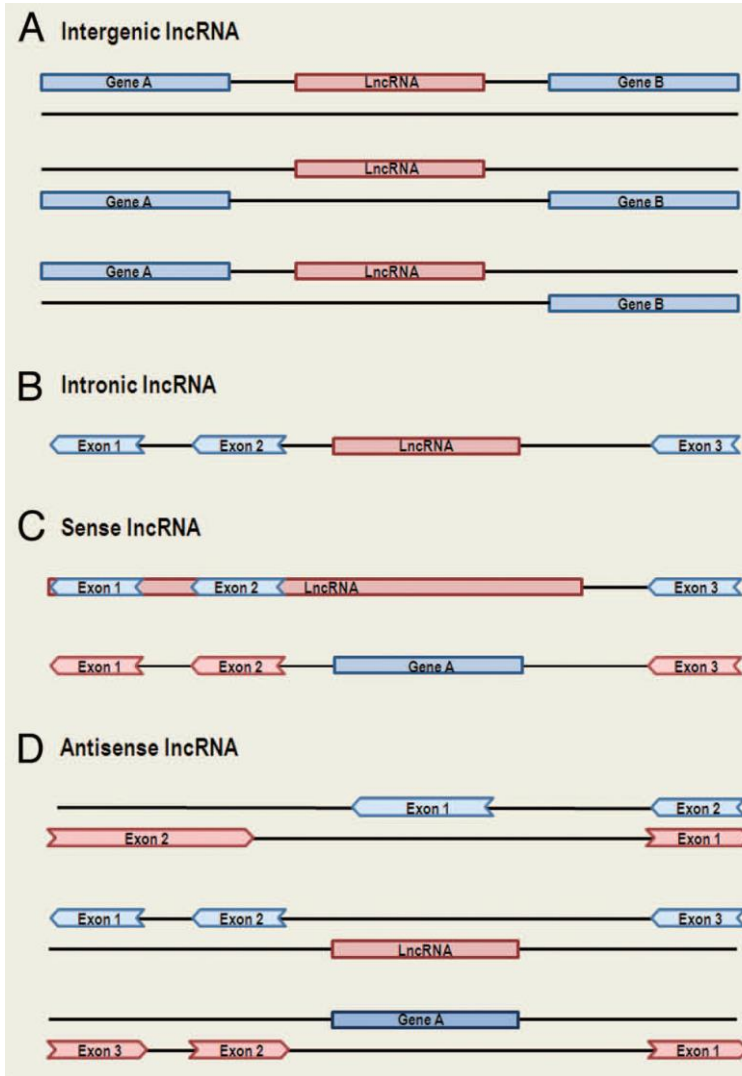 A Intergenic lncRNA
Gene A LncRNA Gene B
LncRNA
Gene A Gene B
Gene A LncRNA
Gene B
B Intronic lncRNA
Exon 1 Exon 2 LncRNA Exon 3
C Sense lncRNA
Exon 1 Exon 2 LncRNA Exon 3
Exon 1 Exon 2 Gene A Exon 3
D Antisense lncRNA
Exon 1 Exon 2
Exon 2 Exon 1
Exon 1 Exon 2 Exon 3
LncRNA
Gene A
Exon 3 Exon 2 Exon 1